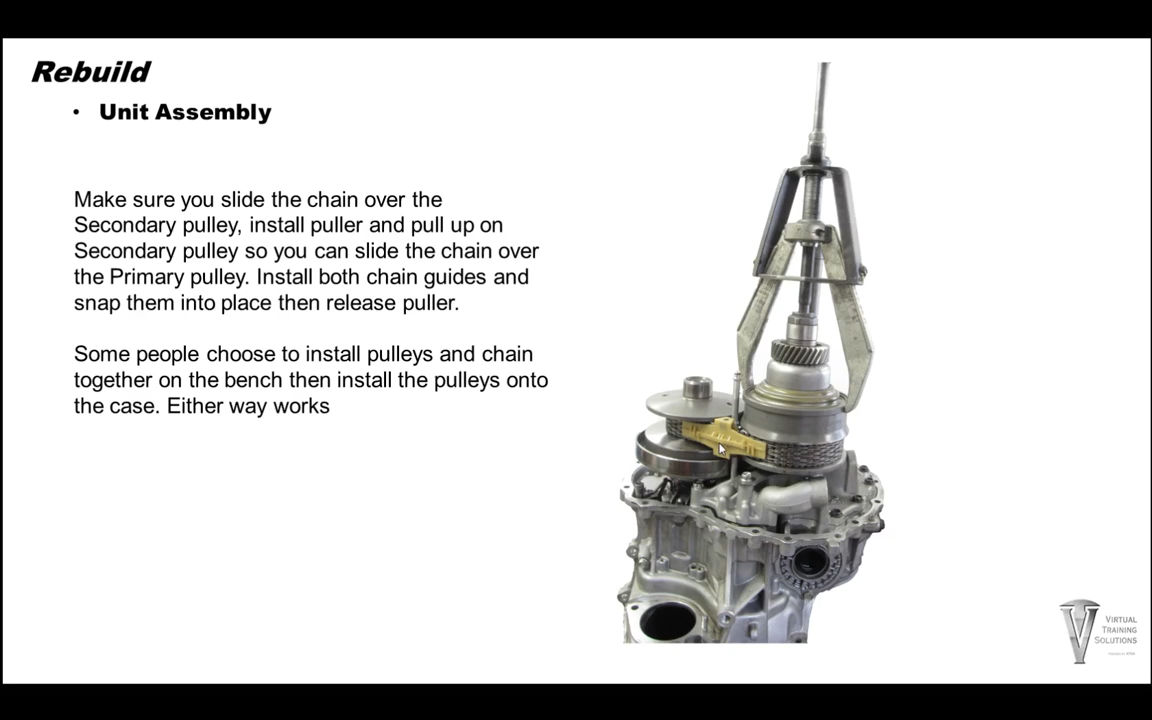 Rebuild
• Unit Assembly
Make sure you slide the chain over the
Secondary pulley, install puller and pull up on
Secondary pulley so you can slide the chain over
the Primary pulley. Install both chain guides and
snap them into place then release puller.
Some people choose to install pulleys and chain
together on the bench then install the pulleys onto
the case. Either way works
VIRTUAL
TRAINING
SOLUTIONS